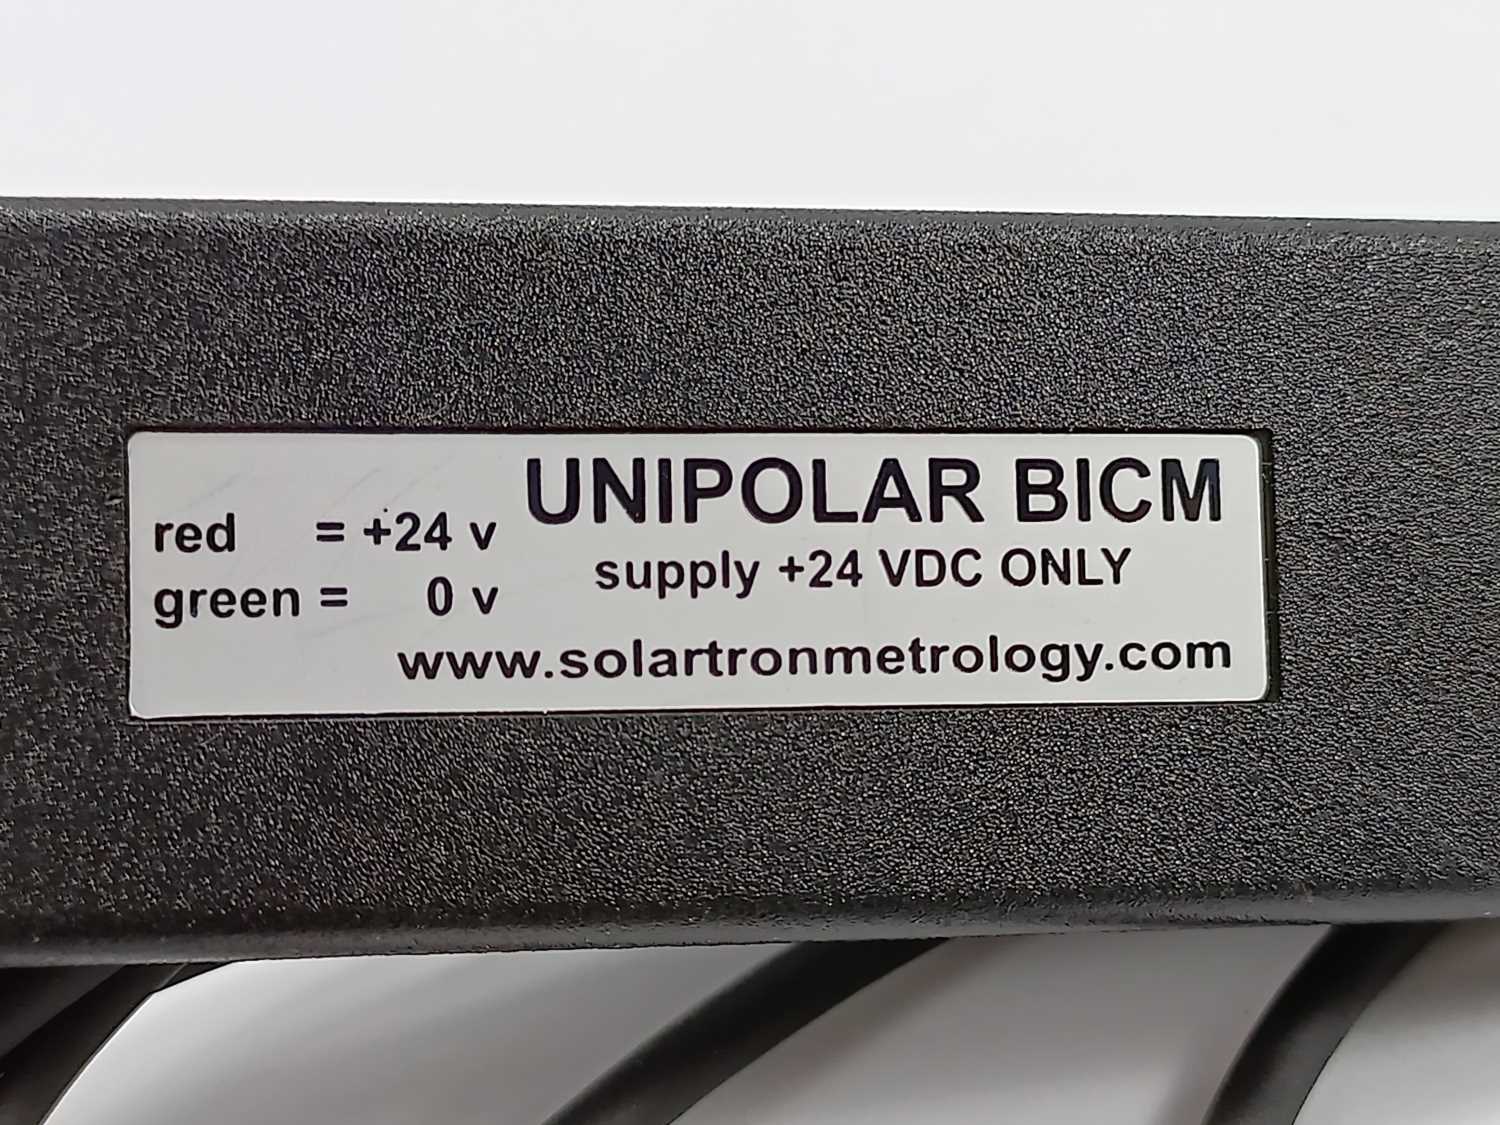 UNIPOLAR BICM
red = +24 v
supply +24 VDC ONLY
green = 0 v
www.solartronmetrology.com